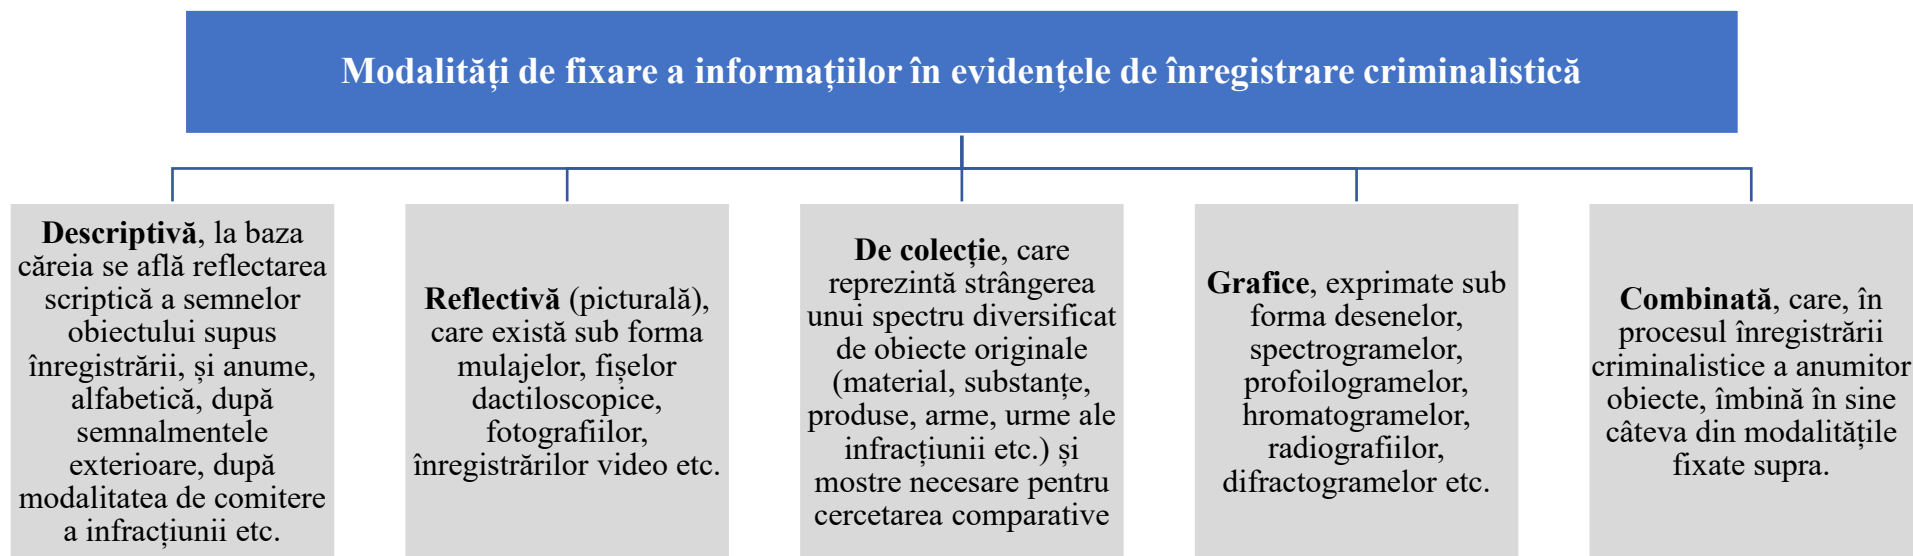 Modalități de fixare a informațiilor în evidențele de înregistrare criminalistică
Descriptivă, la baza
căreia se află reflectarea
scriptică a semnelor
obiectului supus
înregistrării, și anume,
alfabetică, după
semnalmentele
exterioare, după
modalitatea de comitere
a infracțiunii etc.
Reflectivă (picturală),
care există sub forma
mulajelor, fișelor
dactiloscopice,
fotografiilor,
înregistrărilor video etc.
De colecție, care
reprezintă strângerea
unui spectru diversificat
de obiecte originale
(material, substanțe,
produse, arme, urme ale
infracțiunii etc.) și
mostre necesare pentru
cercetarea comparative
Grafice, exprimate sub
forma desenelor,
spectrogramelor,
profoilogramelor,
hromatogramelor,
radiografiilor,
difractogramelor etc.
Combinată, care, în
procesul înregistrării
criminalistice a anumitor
obiecte, îmbină în sine
câteva din modalitățile
fixate supra.